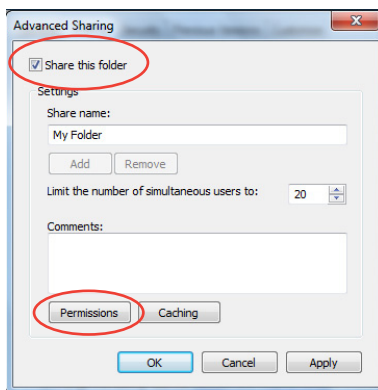 Advanced Sharing
Share this folder
Settings
Share name:
My Folder
Add Remove
Limit the number of simultaneous users to: 20
Comments:
Permissions Caching
OK Cancel Apply